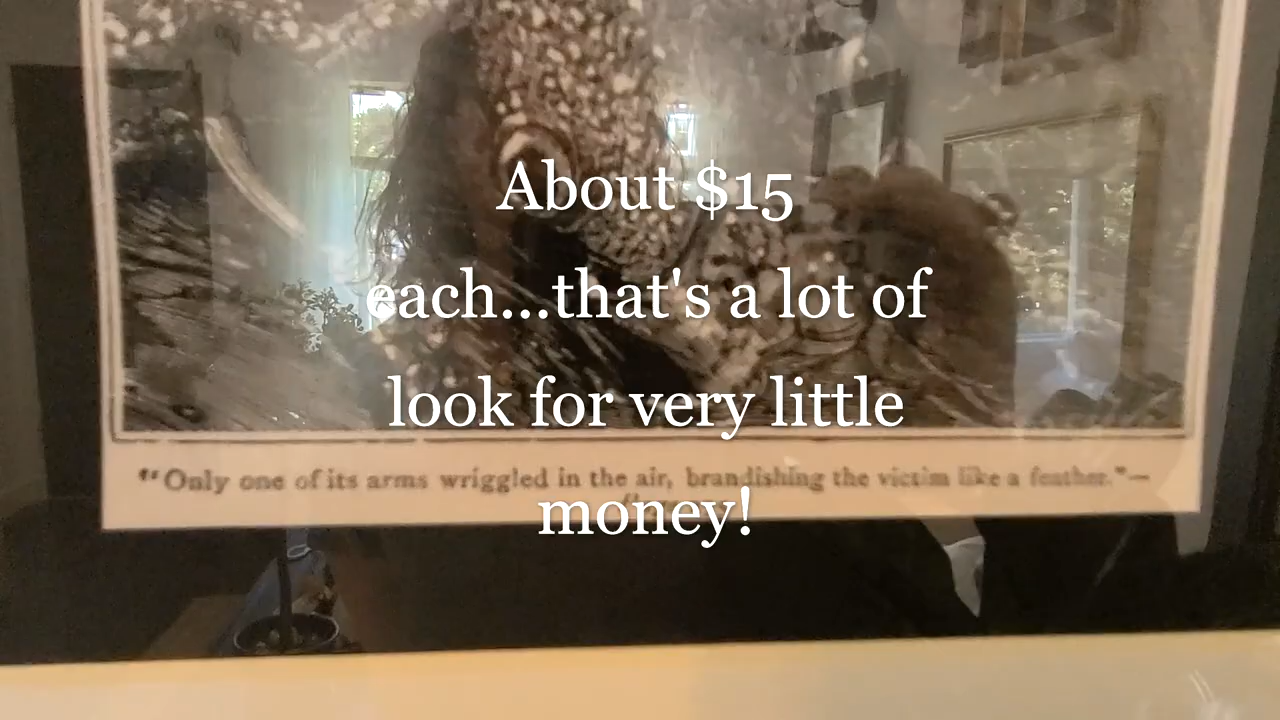 About $15
each...that's a lot of
look for very little
"Only one of its arms wriggled in the air, brandishing the victim like a feather."—
money!